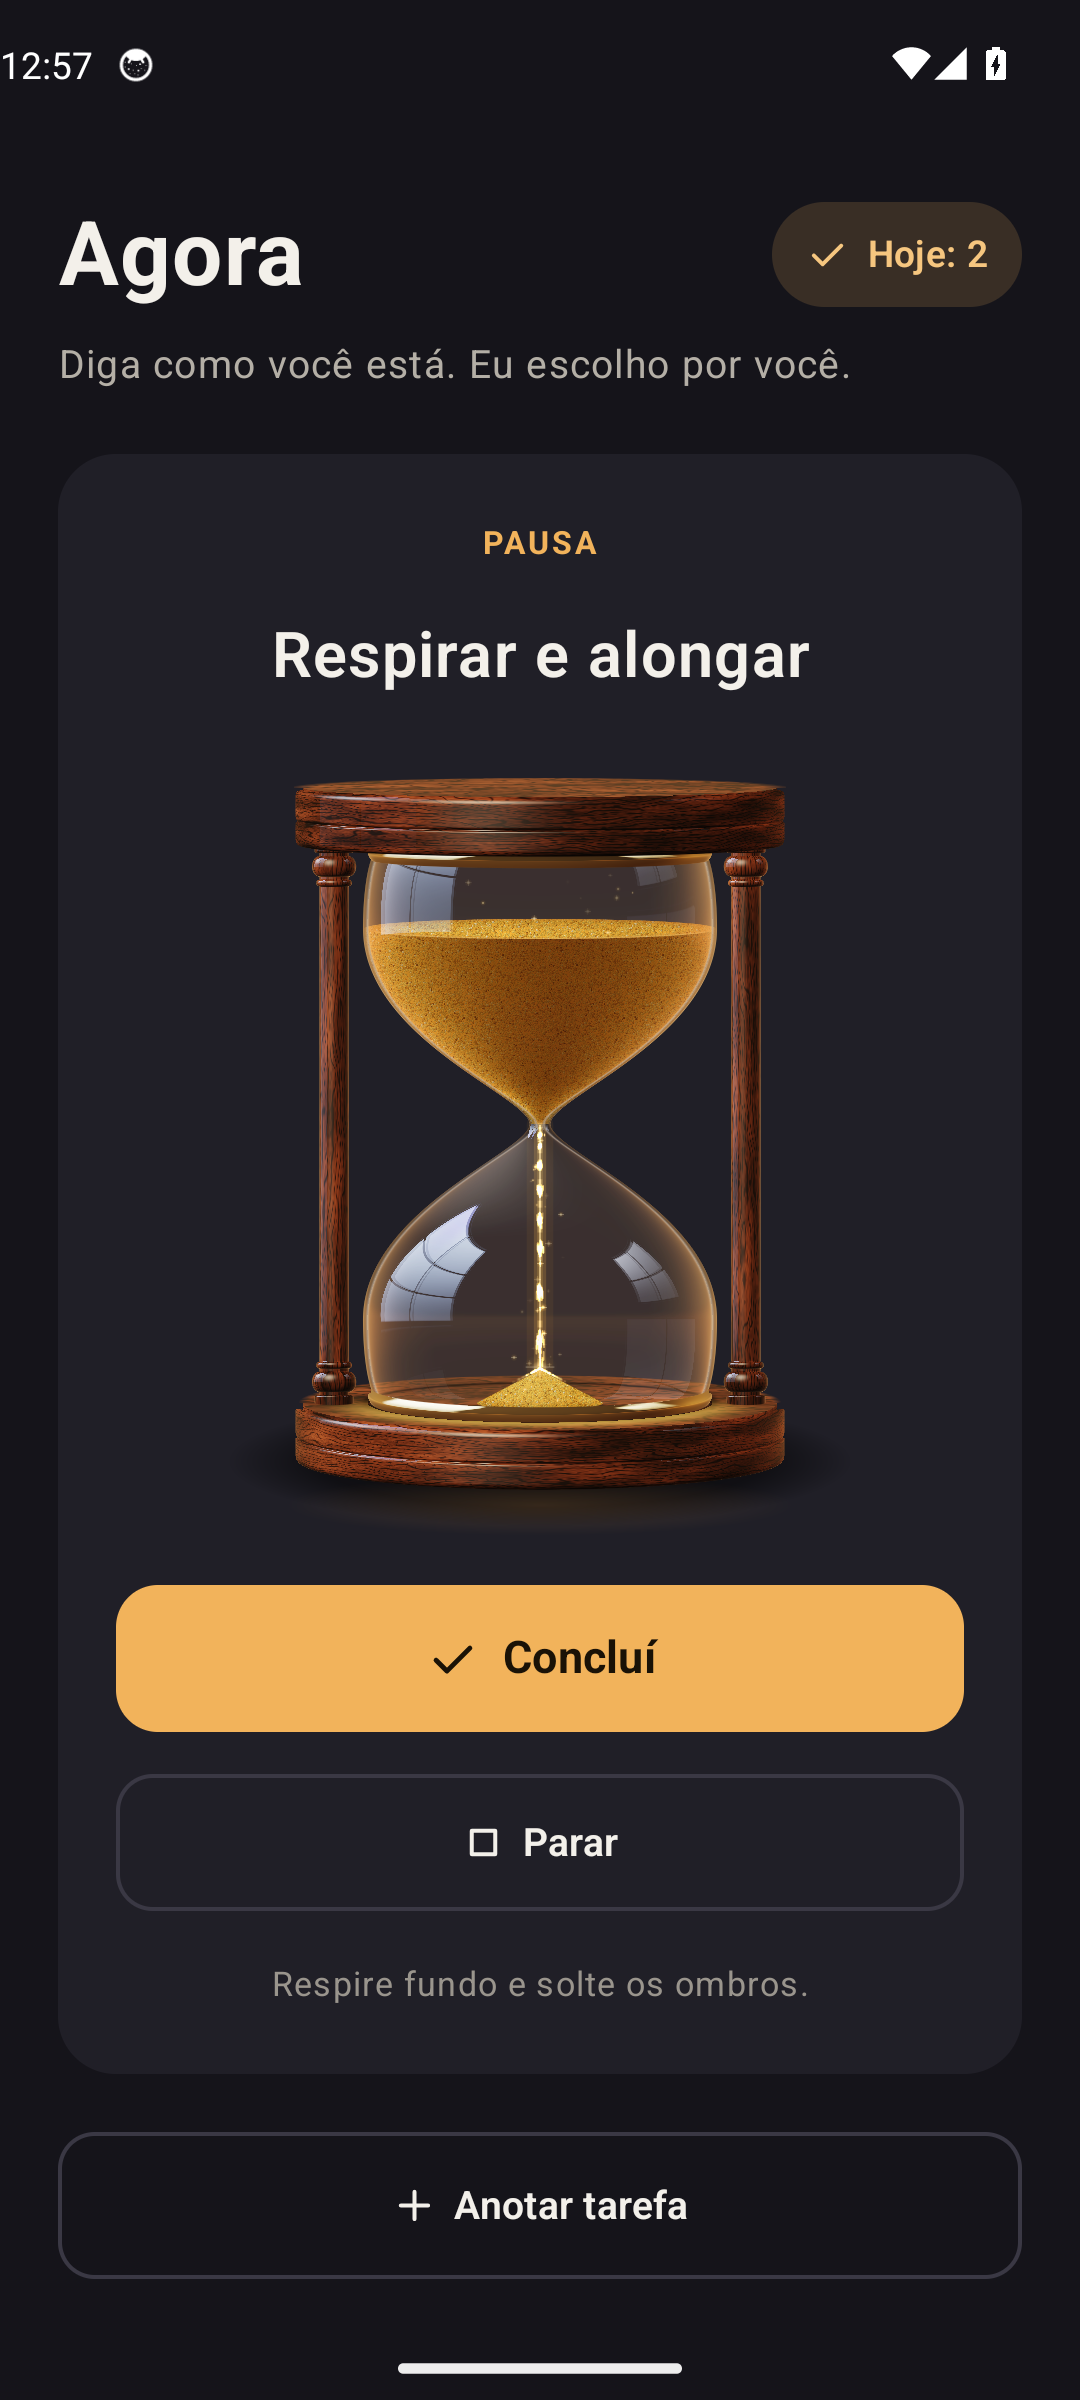 12:57
Agora
Hoje: 2
Diga como você está. Eu escolho por você.
PAUSA
Respirar e alongar
Concluí
Parar
Respire fundo e solte os ombros.
Anotar tarefa